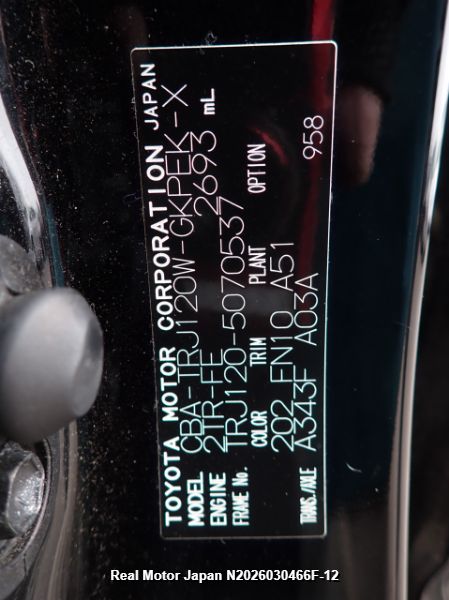 TOYOTA MOTOR CORPORATION JAPAN
MODEL CBA-TRJ120W-GKPEK-X
ENGINE 2TR-FE 2693 mL
FRAME No. TRJ120-5070537
COLOR TRIM PLANT OPTION
202 FN10 A51 958
TRANS./AXLE A343F A03A
Real Motor Japan N2026030466F-12